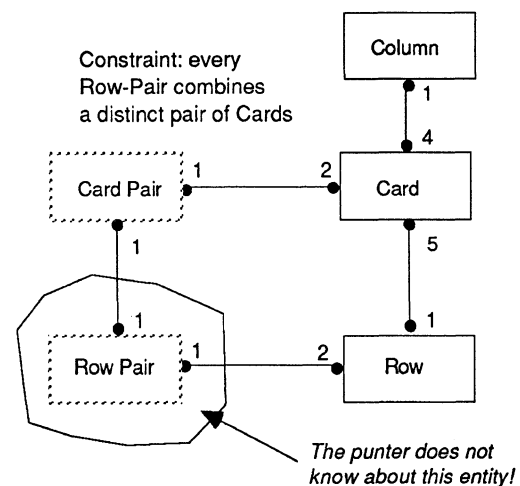 Constraint: every
Row-Pair combines
a distinct pair of Cards
Column
1
4
Card Pair
1
2
Card
1
5
1
1
Row Pair
1
2
Row
The punter does not
know about this entity!